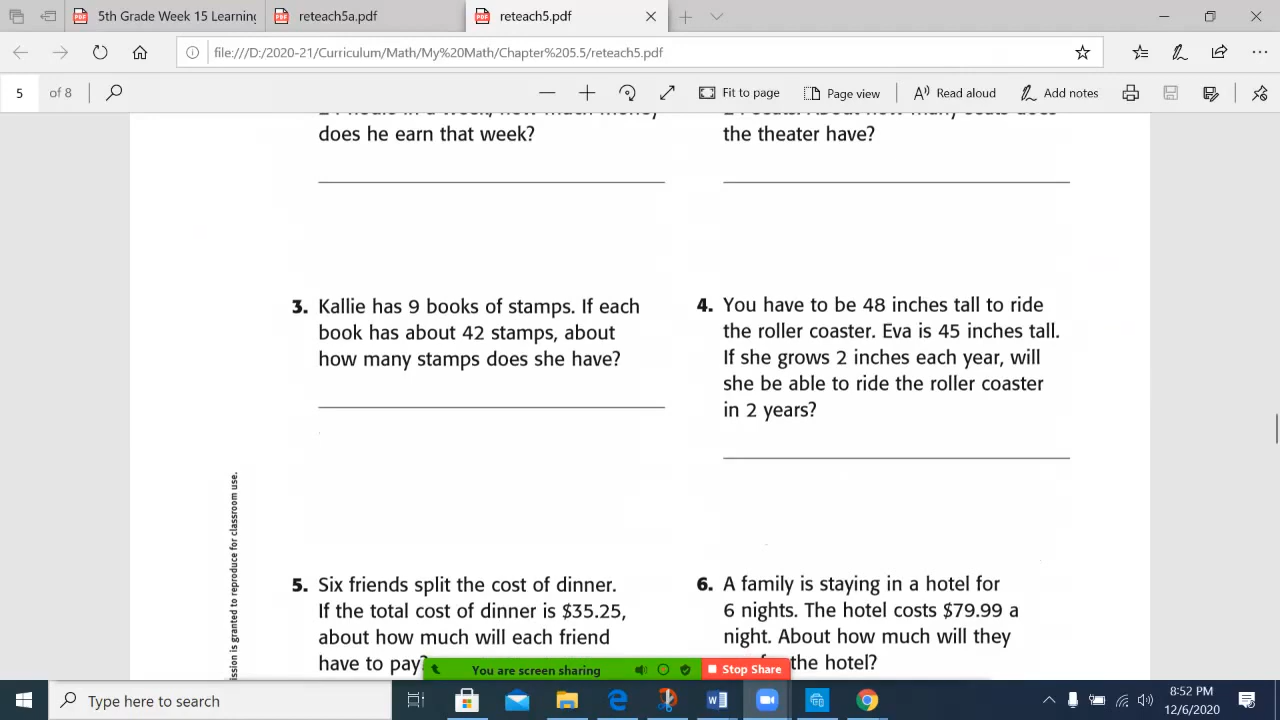 5th Grade Week 15 Learning
reteach5.pdf
reteach5.pdf
file:///D:/2020-21/Curriculum/Math/My%20Math/Chapter%205.5/reteach5.pdf
5 of 8
Fit to page
Page view
Read aloud
Add notes
does he earn that week?
the theater have?
3. Kallie has 9 books of stamps. If each
book has about 42 stamps, about
how many stamps does she have?
4. You have to be 48 inches tall to ride
the roller coaster. Eva is 45 inches tall.
If she grows 2 inches each year, will
she be able to ride the roller coaster
in 2 years?
ission is granted to reproduce for classroom use.
5. Six friends split the cost of dinner.
If the total cost of dinner is $35.25,
about how much will each friend
have to pay?
6. A family is staying in a hotel for
6 nights. The hotel costs $79.99 a
night. About how much will they
the hotel?
You are screen sharing
Stop Share
Type here to search
8:52 PM
12/6/2020